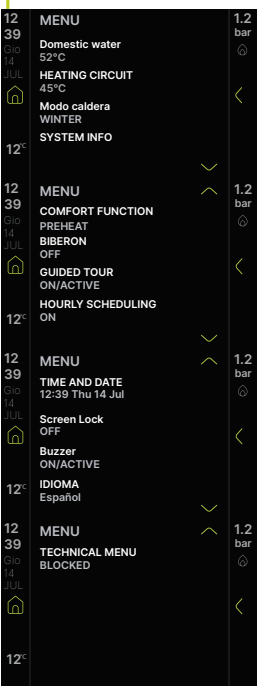 12
39
Gio
14
JUL
12°C
MENU
Domestic water
52°C
HEATING CIRCUIT
45°C
Modo caldera
WINTER
SYSTEM INFO
1.2
bar
12
39
Gio
14
JUL
12°C
MENU
COMFORT FUNCTION
PREHEAT
BIBERON
OFF
GUIDED TOUR
ON/ACTIVE
HOURLY SCHEDULING
ON
1.2
bar
12
39
Gio
14
JUL
12°C
MENU
TIME AND DATE
12:39 Thu 14 Jul
Screen Lock
OFF
Buzzer
ON/ACTIVE
IDIOMA
Español
1.2
bar
12
39
Gio
14
JUL
12°C
MENU
TECHNICAL MENU
BLOCKED
1.2
bar